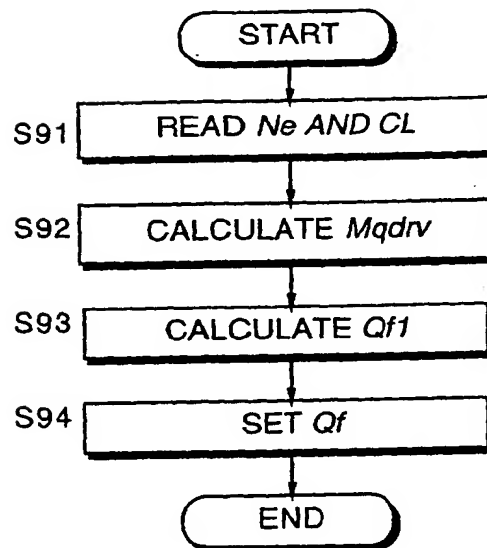 START
S91 READ Ne AND CL
S92 CALCULATE Mqdrv
S93 CALCULATE Qf1
S94 SET Qf
END